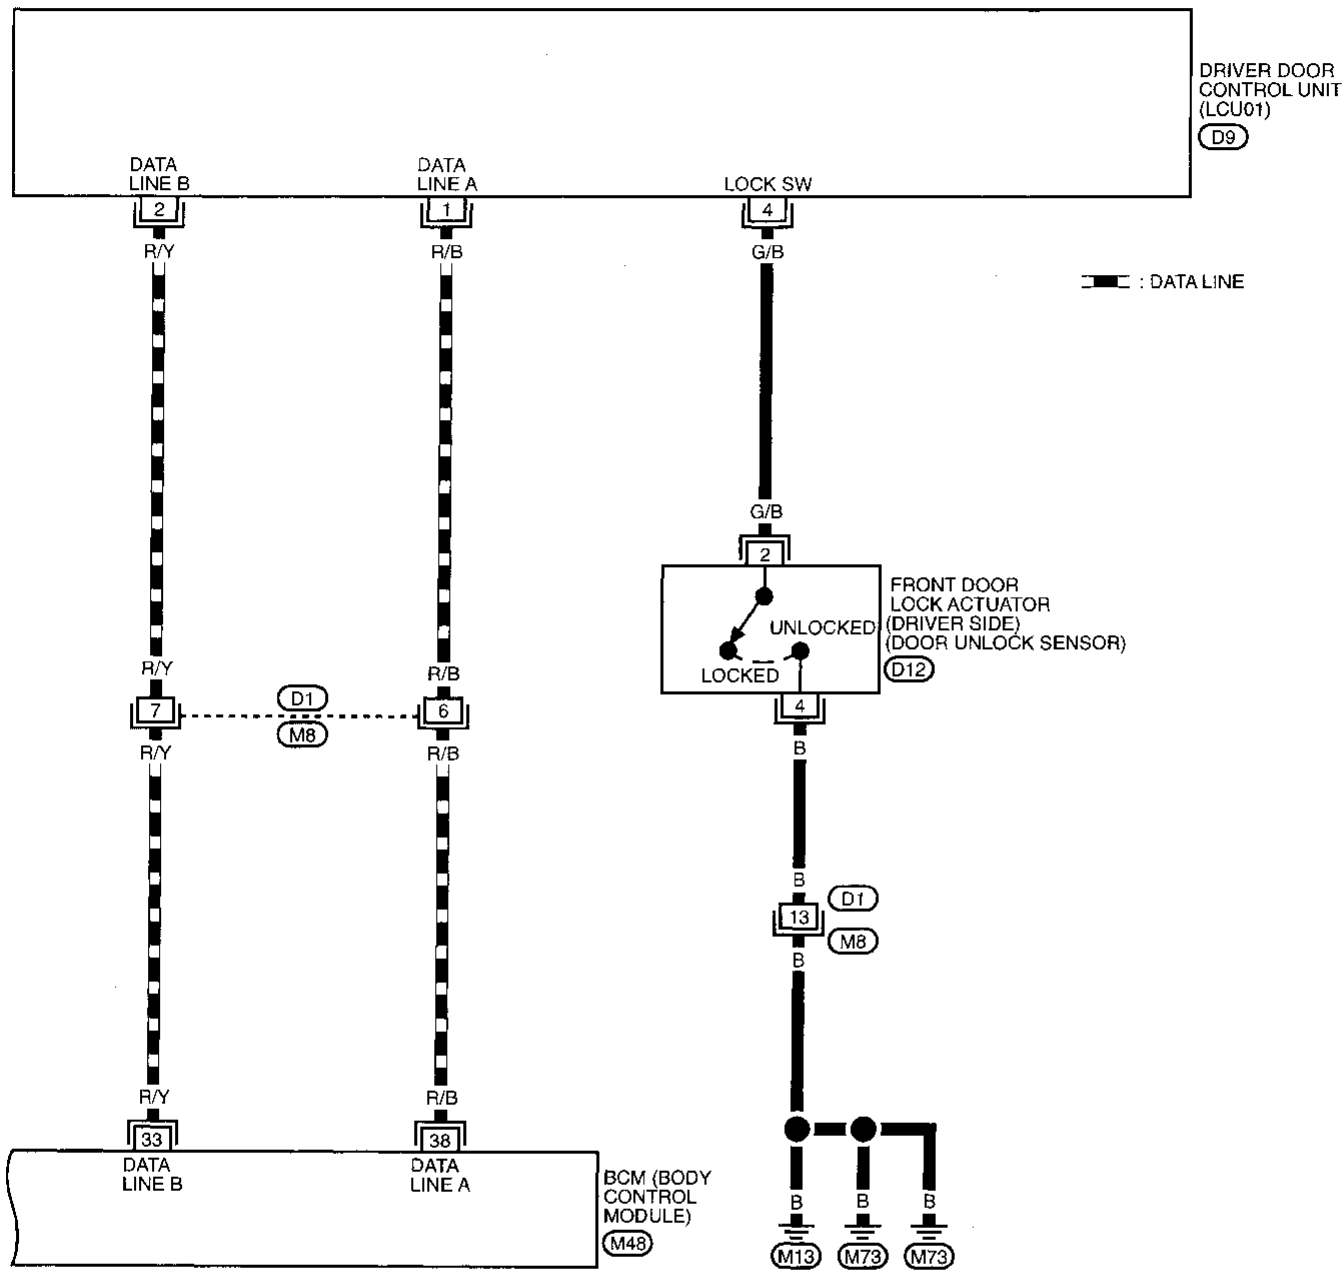 DRIVER DOOR
CONTROL UNIT
(LCU01)
D9
DATA
LINE B
DATA
LINE A
LOCK SW
2
1
4
R/Y
R/B
G/B
: DATA LINE
G/B
2
FRONT DOOR
LOCK ACTUATOR
(DRIVER SIDE)
(DOOR UNLOCK SENSOR)
D12
UNLOCKED
LOCKED
R/Y
R/B
7
D1
M8
6
4
R/Y
R/B
B
B
13
D1
M8
B
R/Y
R/B
33
38
DATA
LINE B
DATA
LINE A
BCM (BODY
CONTROL
MODULE)
M48
B
B
B
M13
M73
M73